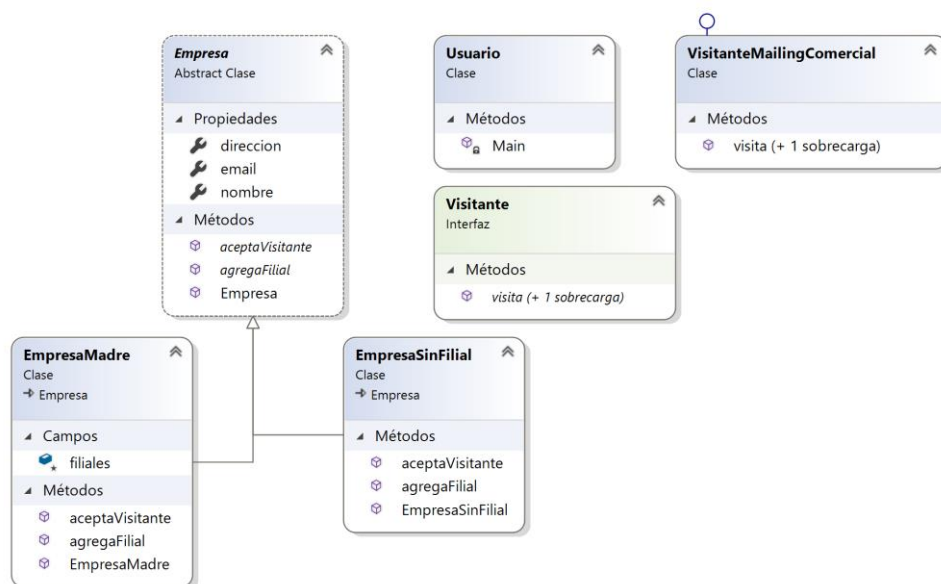 Empresa
Abstract Clase
Propiedades
direccion
email
nombre
Métodos
aceptaVisitante
agregaFilial
Empresa
Usuario
Clase
Métodos
Main
VisitanteMailingComercial
Clase
Métodos
visita (+ 1 sobrecarga)
Visitante
Interfaz
Métodos
visita (+ 1 sobrecarga)
EmpresaMadre
Clase
Empresa
Campos
filiales
Métodos
aceptaVisitante
agregaFilial
EmpresaMadre
EmpresaSinFilial
Clase
Empresa
Métodos
aceptaVisitante
agregaFilial
EmpresaSinFilial